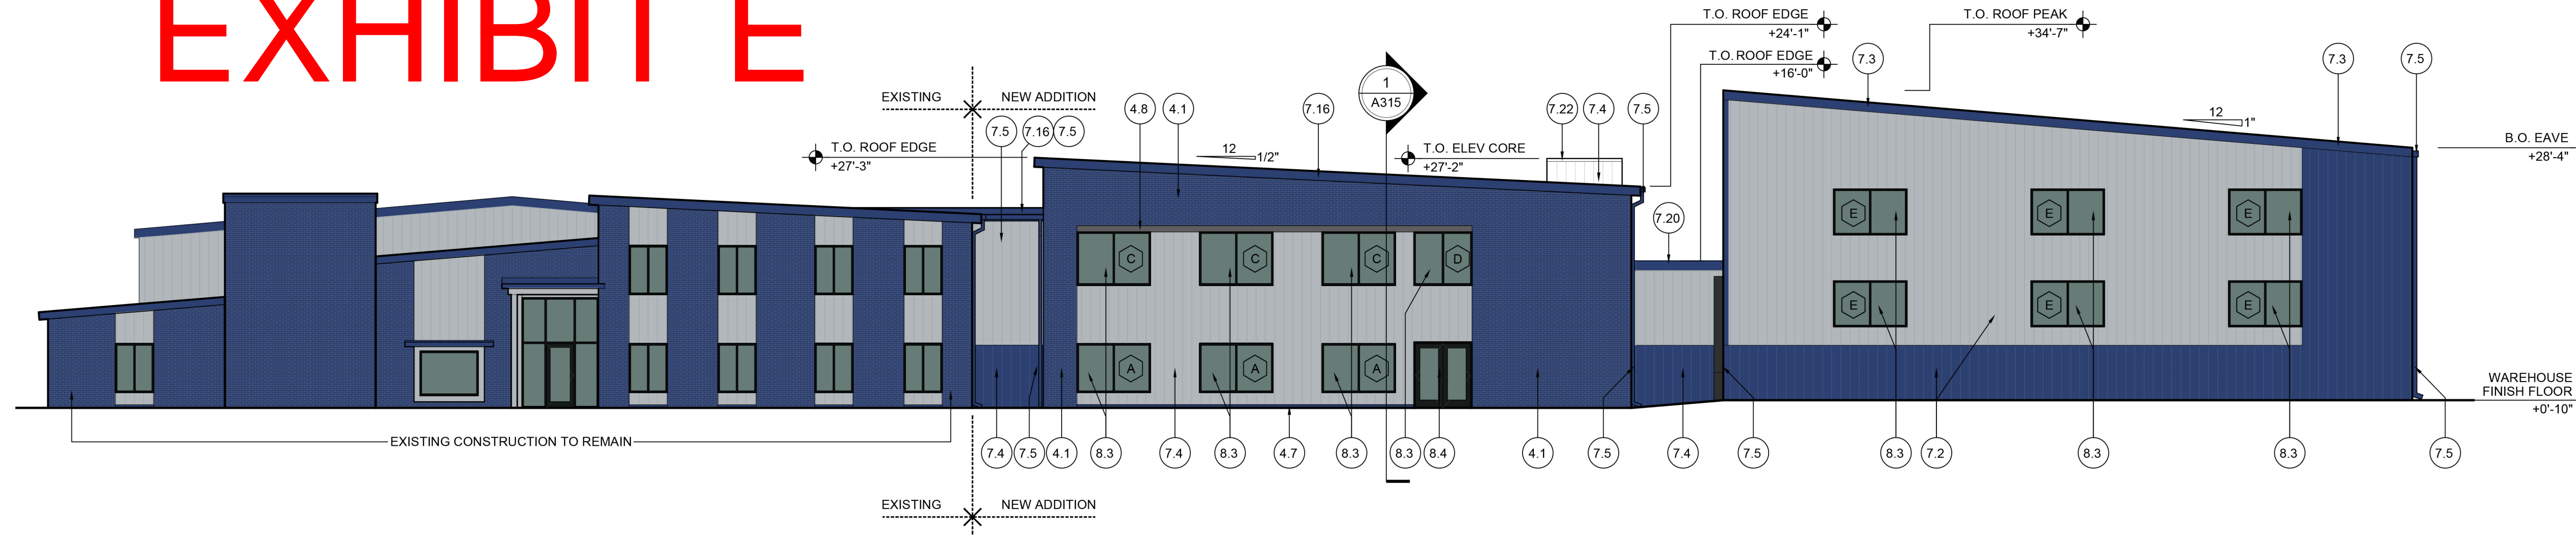 EXHIBIT E
T.O. ROOF EDGE
+24'-1"
T.O. ROOF PEAK
+34'-7"
T.O. ROOF EDGE
+16'-0"
7.3
7.3
7.5
EXISTING
NEW ADDITION
1
A315
4.8
4.1
7.16
7.22
7.4
7.5
12
1"
7.5
7.16
7.5
B.O. EAVE
+28'-4"
T.O. ROOF EDGE
+27'-3"
12
1/2"
T.O. ELEV CORE
+27'-2"
7.20
E
E
E
C
C
C
D
E
E
E
A
A
A
WAREHOUSE
FINISH FLOOR
+0'-10"
EXISTING CONSTRUCTION TO REMAIN
7.4
7.5
4.1
8.3
7.4
8.3
4.7
8.3
8.3
8.4
4.1
7.5
7.4
7.5
8.3
7.2
8.3
8.3
7.5
EXISTING
NEW ADDITION